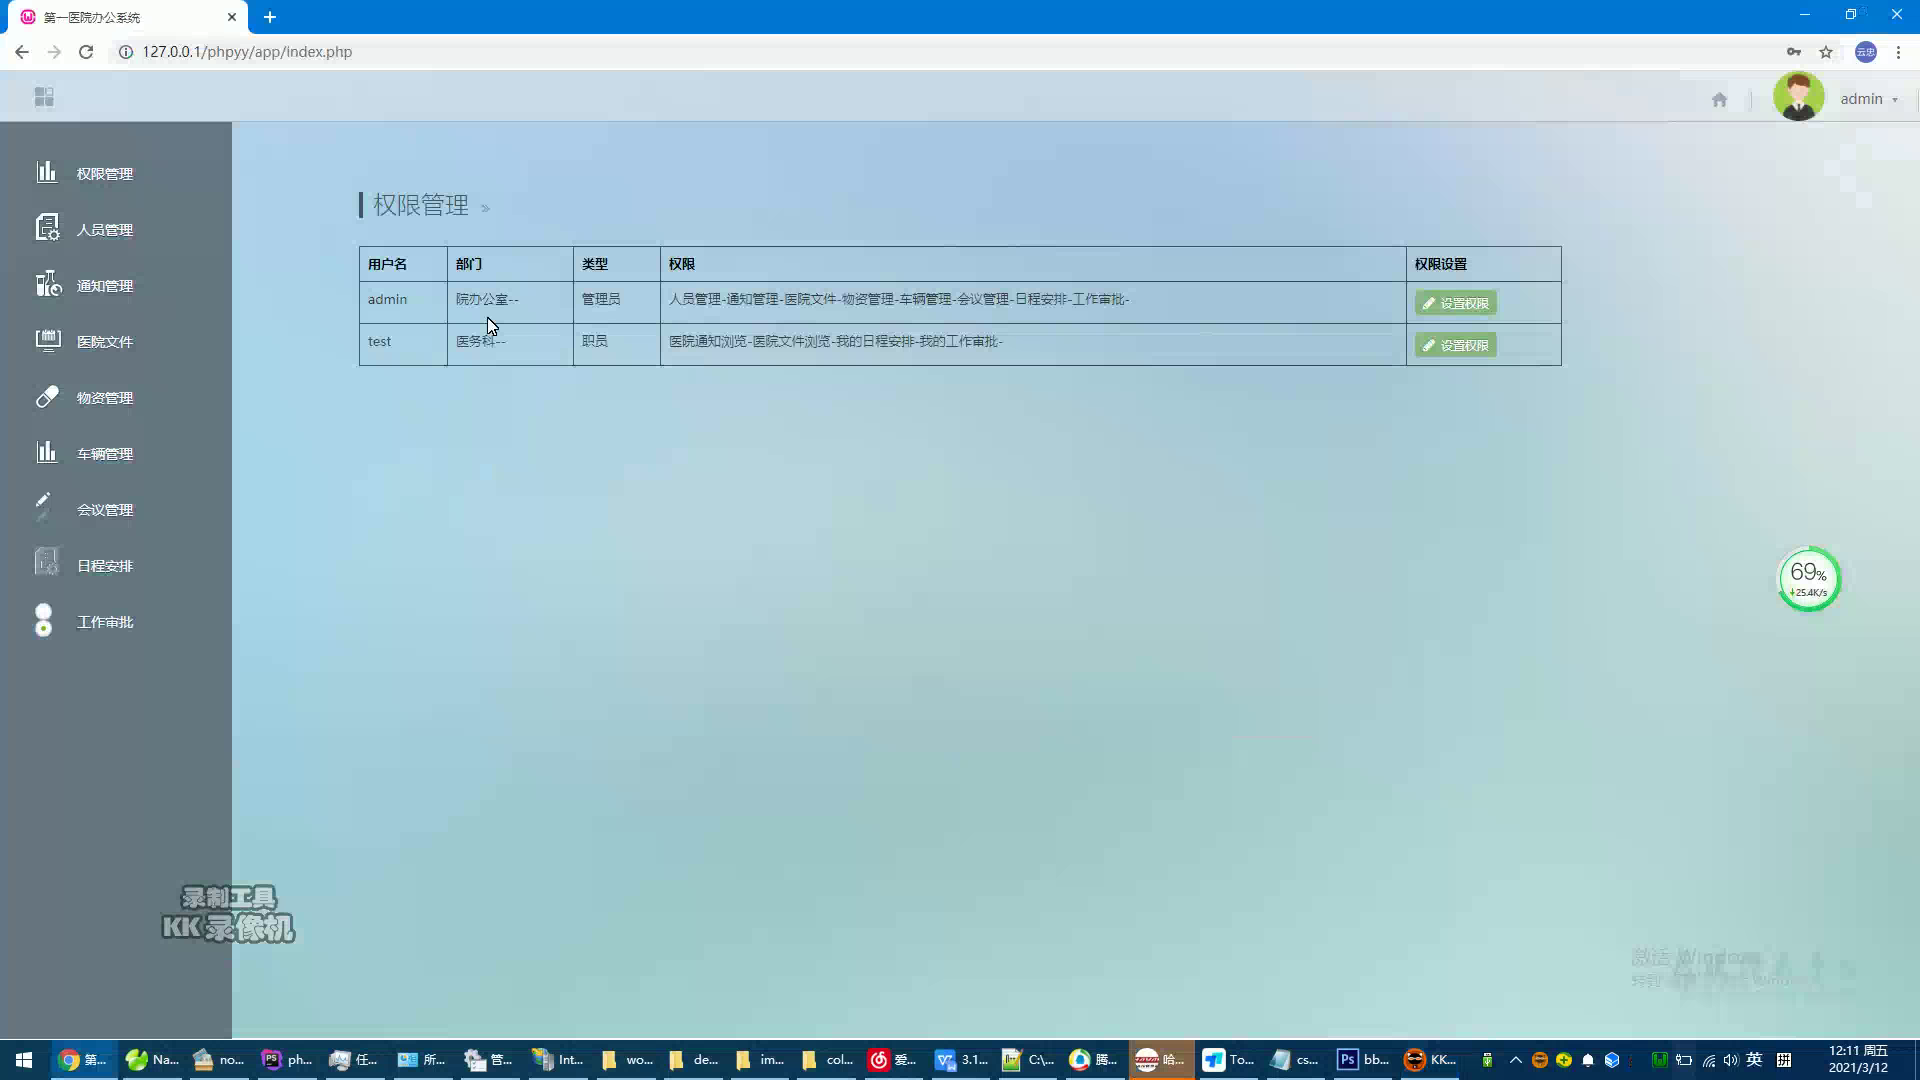 第一医院办公系统
127.0.0.1/phpyy/app/index.php
admin
权限管理
人员管理
通知管理
医院文件
物资管理
车辆管理
会议管理
日程安排
工作审批
权限管理 »
用户名 部门 类型 权限 权限设置
admin 院办公室-- 管理员 人员管理-通知管理-医院文件-物资管理-车辆管理-会议管理-日程安排-工作审批- 设置权限
test 医务科-- 职员 医院通知浏览-医院文件浏览-我的日程安排-我的工作审批- 设置权限
69%
+25.4K/s
录制工具
KK 录像机
激活 Windows
第... Na... no... ph... 任... 所... 管... Int... wo... de... im... col... 爱... 3.1... C:\... 腾... 哈... To... cs... bb... KK... 英 拼
12:11 周五
2021/3/12